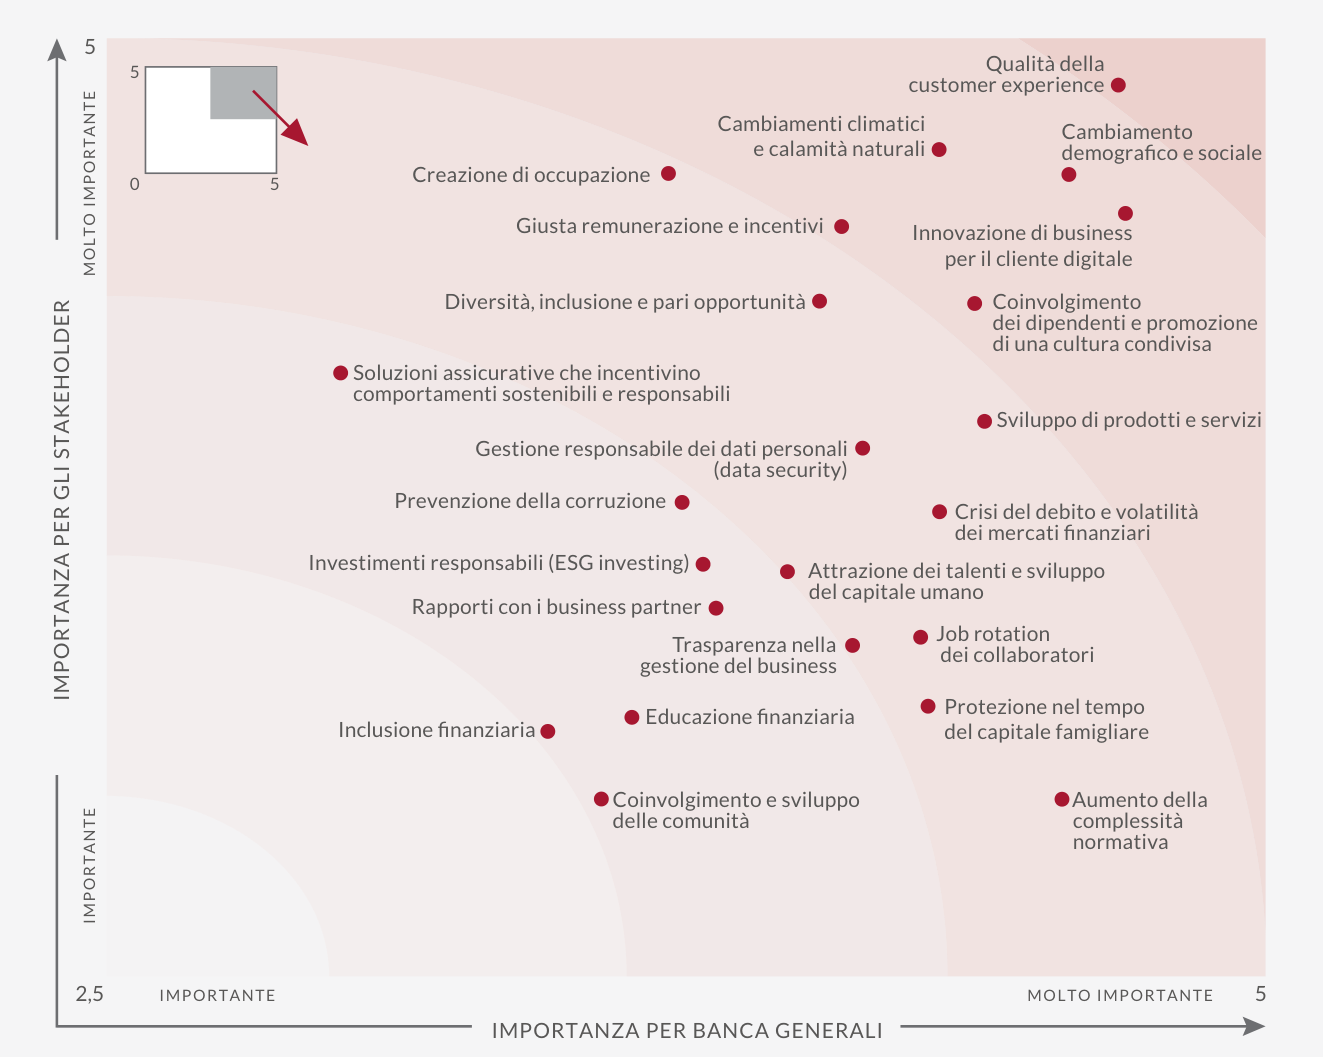 5
MOLTO IMPORTANTE
IMPORTANZA PER GLI STAKEHOLDER
IMPORTANTE
5
0
5
Qualità della
customer experience
Cambiamenti climatici
e calamità naturali
Cambiamento
demografico e sociale
Creazione di occupazione
Giusta remunerazione e incentivi
Innovazione di business
per il cliente digitale
Diversità, inclusione e pari opportunità
Coinvolgimento
dei dipendenti e promozione
di una cultura condivisa
Soluzioni assicurative che incentivino
comportamenti sostenibili e responsabili
Sviluppo di prodotti e servizi
Gestione responsabile dei dati personali
(data security)
Prevenzione della corruzione
Crisi del debito e volatilità
dei mercati finanziari
Investimenti responsabili (ESG investing)
Attrazione dei talenti e sviluppo
del capitale umano
Rapporti con i business partner
Trasparenza nella
gestione del business
Job rotation
dei collaboratori
Protezione nel tempo
del capitale famigliare
Educazione finanziaria
Inclusione finanziaria
Coinvolgimento e sviluppo
delle comunità
Aumento della
complessità
normativa
2,5
IMPORTANTE
MOLTO IMPORTANTE
5
IMPORTANZA PER BANCA GENERALI